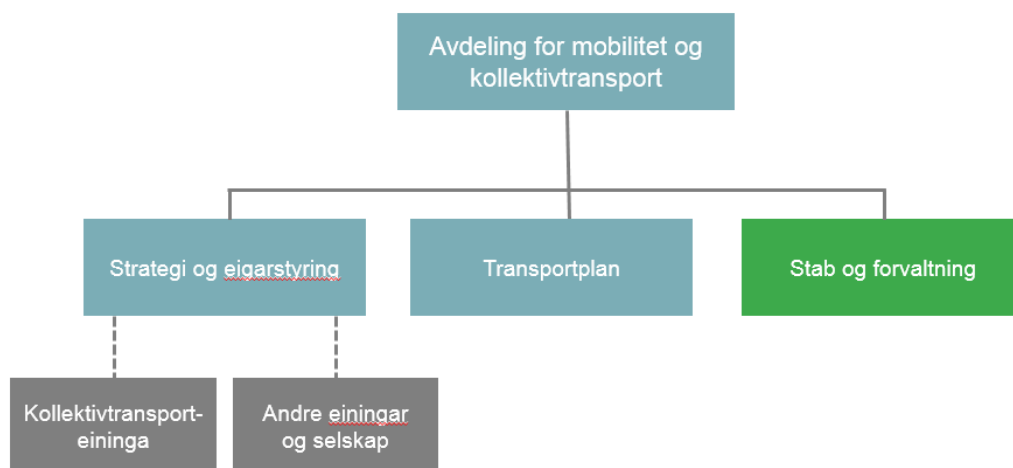 Avdeling for mobilitet og
kollektivtransport
Strategi og eigarstyring
Transportplan
Stab og forvaltning
Kollektivtransport-
eininga
Andre einingar
og selskap